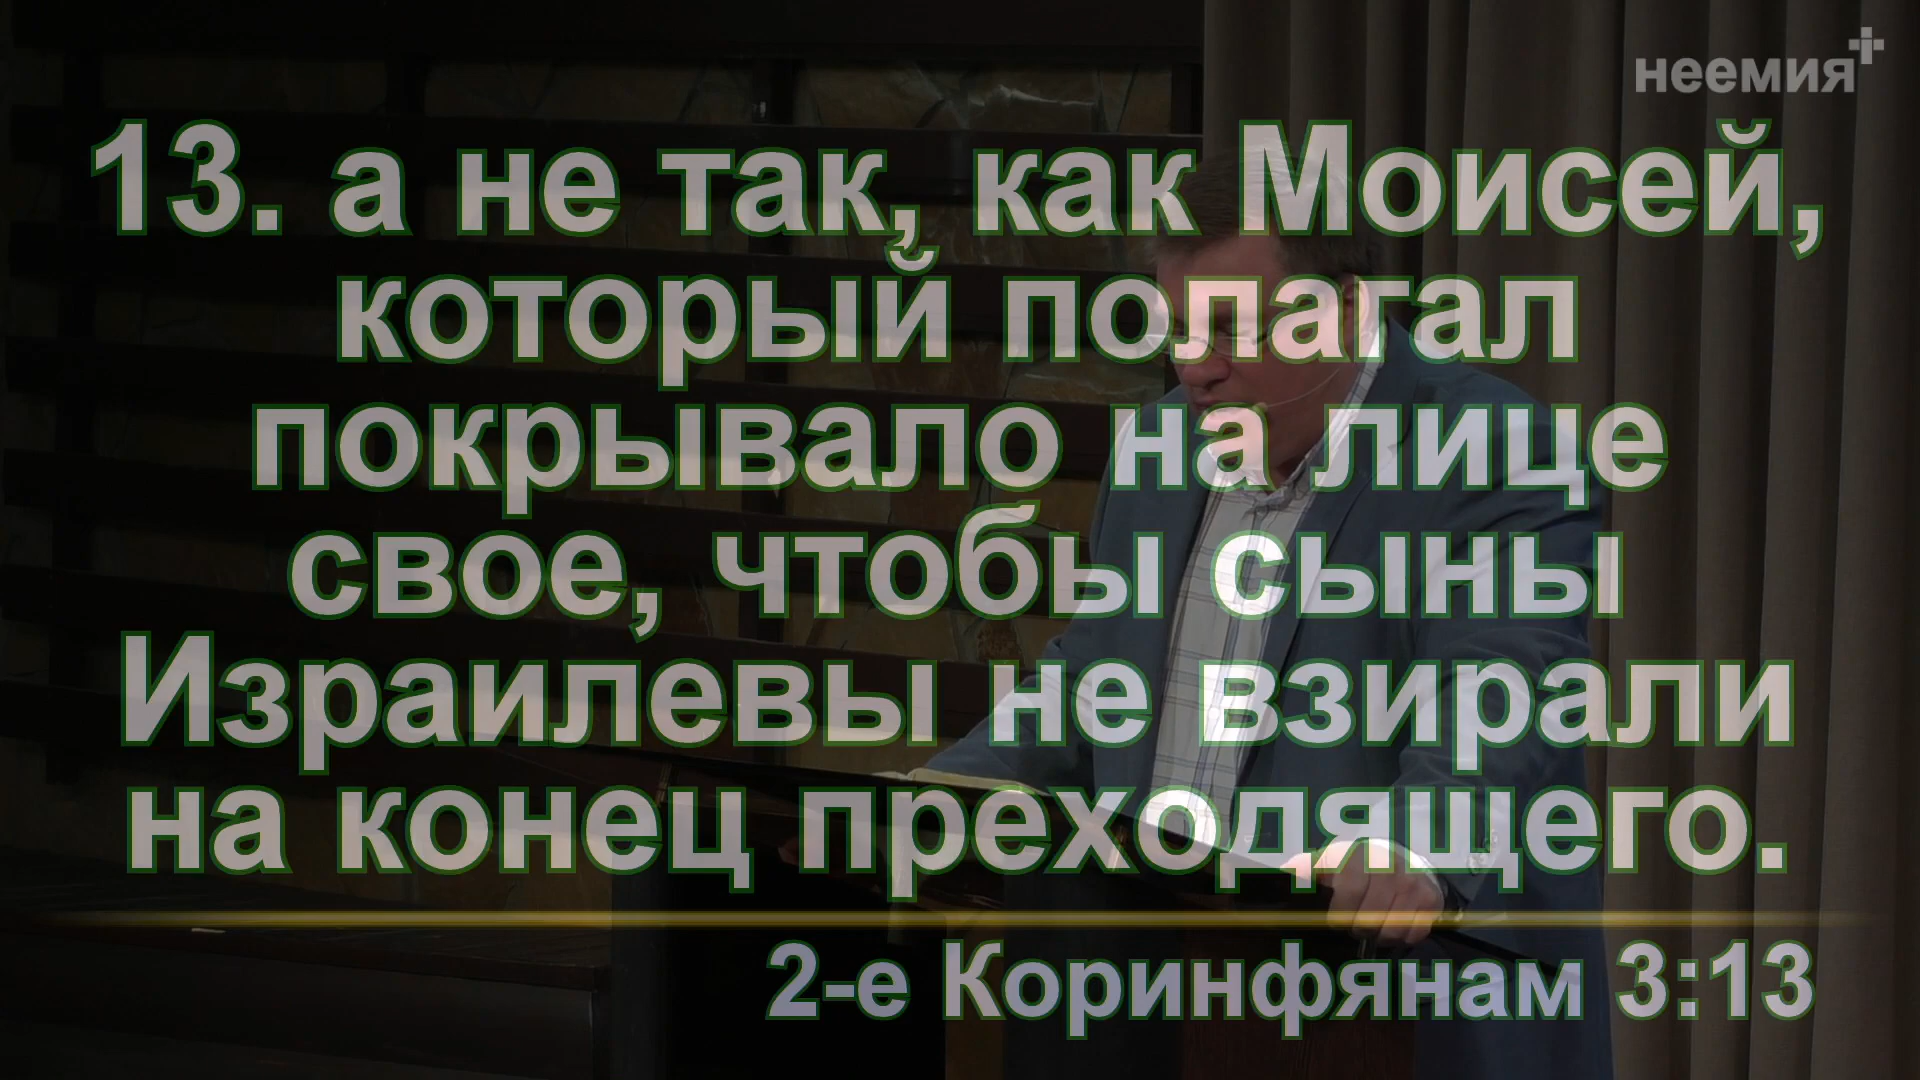 неемия
13. а не так, как Моисей,
который полагал
покрывало на лице
свое, чтобы сыны
Израилевы не взирали
на конец преходящего.
2-е Коринфянам 3:13